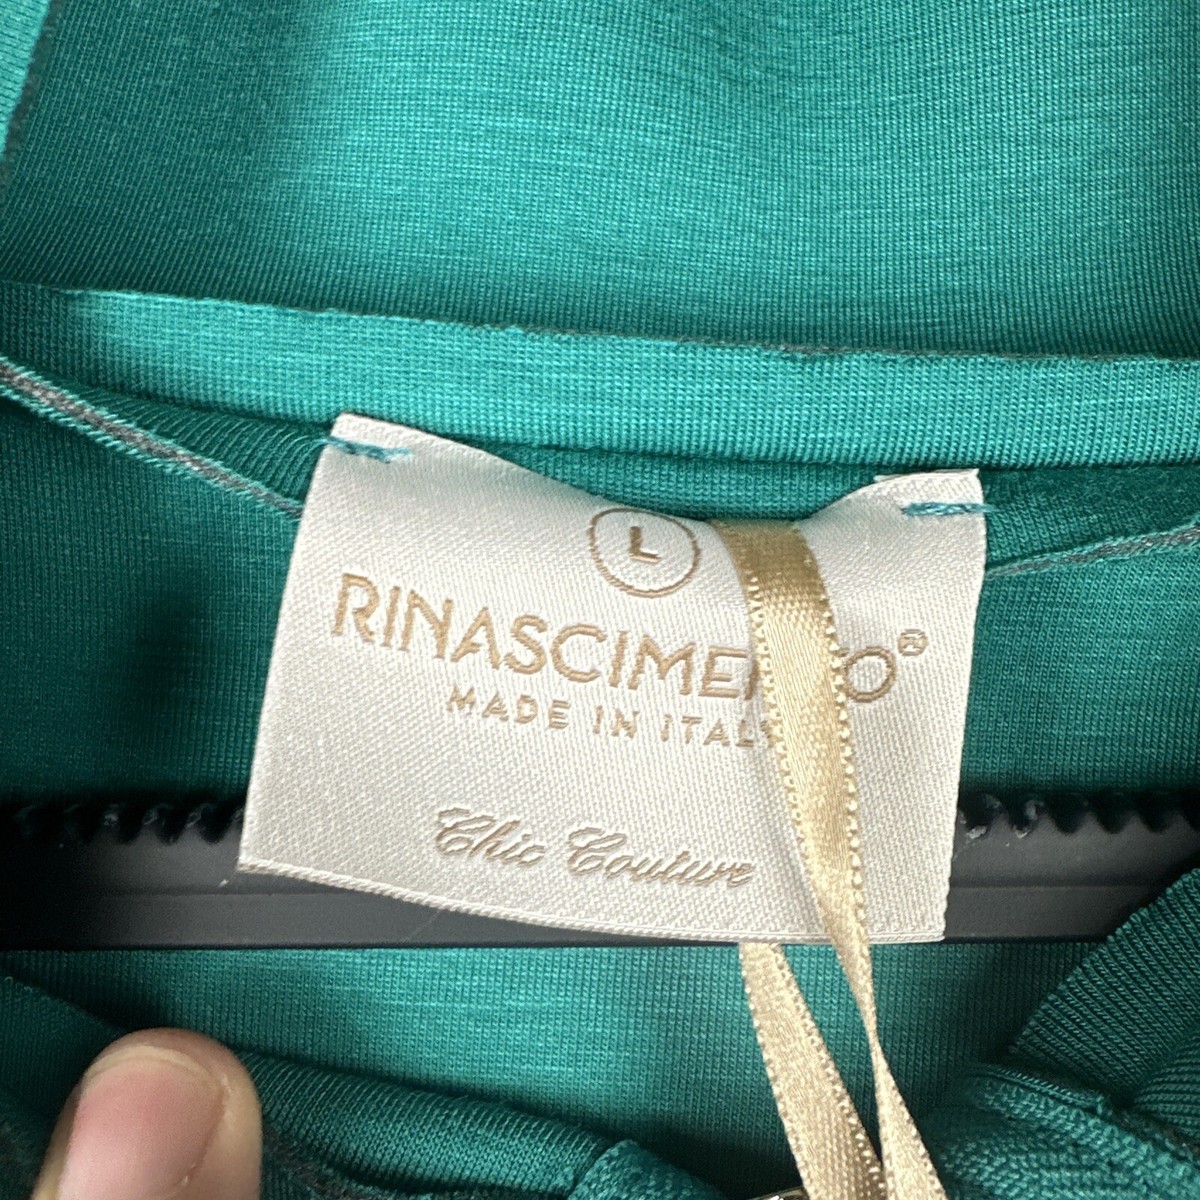 L
RINASCIMENTO®
MADE IN ITALY
Chic Couture